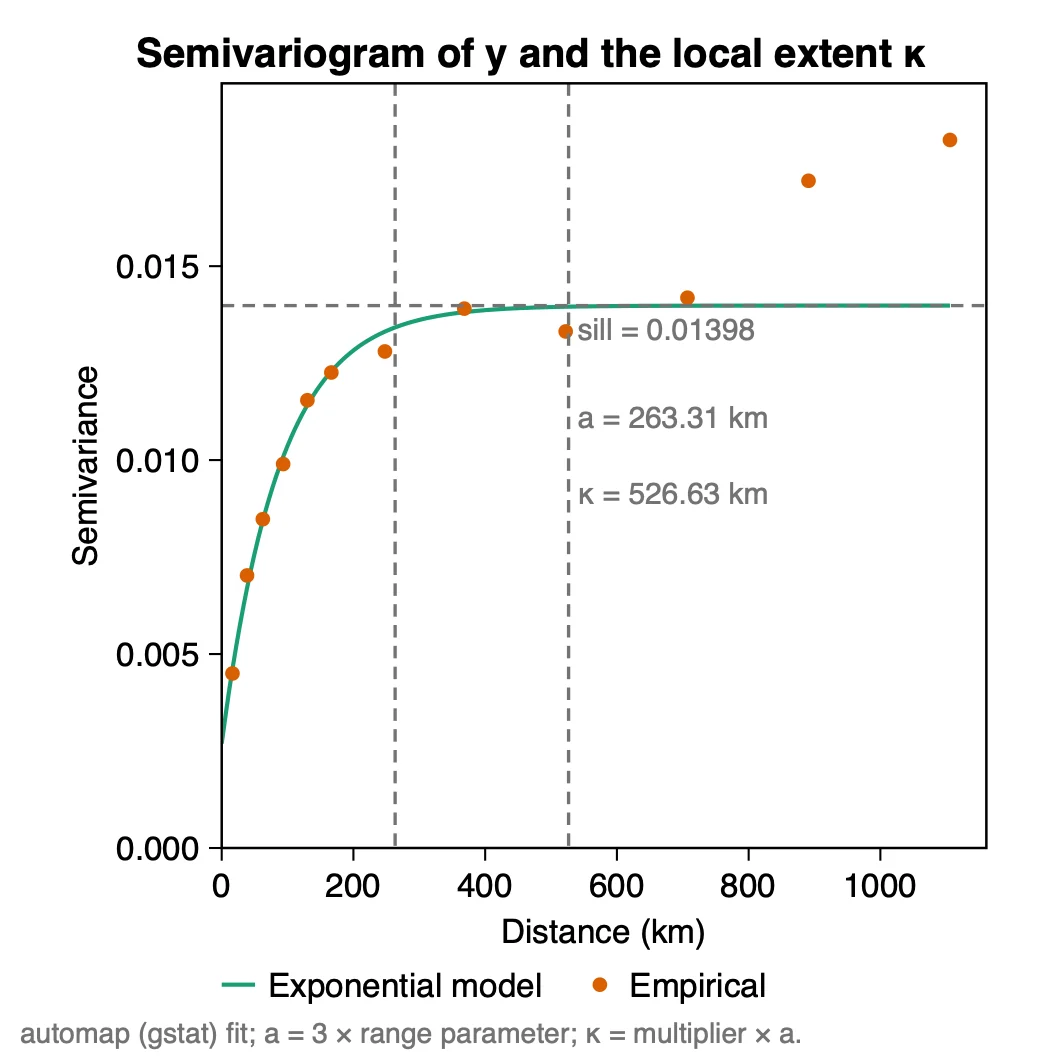 Semivariogram of y and the local extent κ
Semivariance
0.015
0.010
0.005
0.000
sill = 0.01398
a = 263.31 km
κ = 526.63 km
0 200 400 600 800 1000
Distance (km)
Exponential model Empirical
automap (gstat) fit; a = 3 × range parameter; κ = multiplier × a.